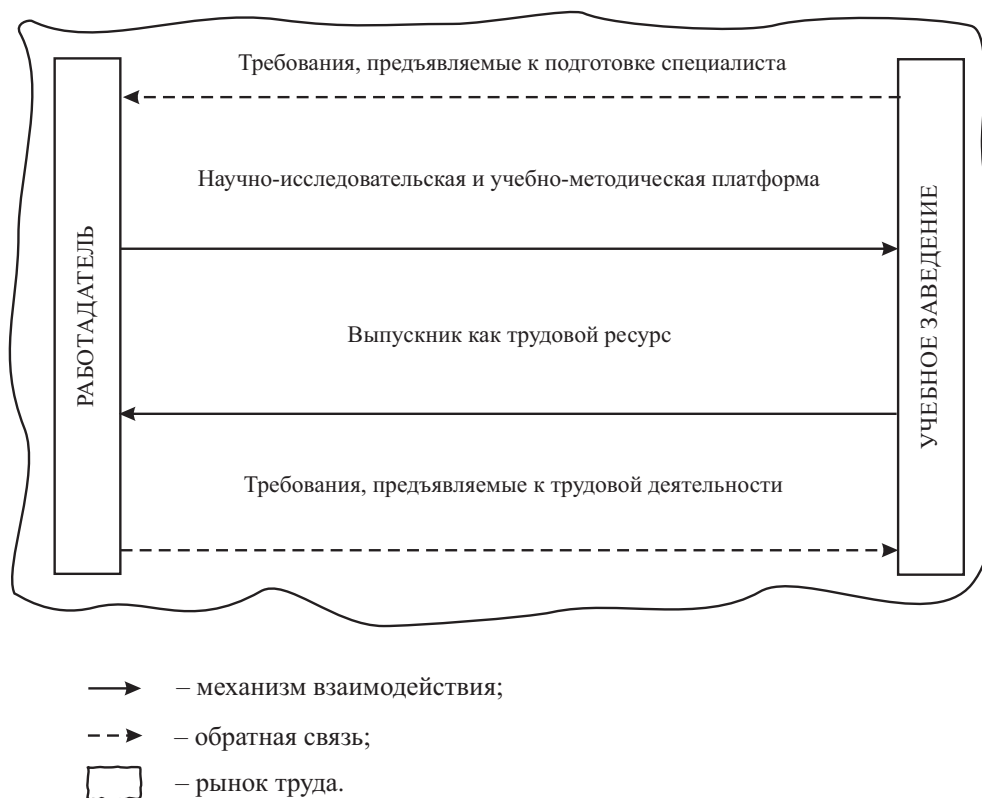 Требования, предъявляемые к подготовке специалиста
Научно-исследовательская и учебно-методическая платформа
РАБОТАДАТЕЛЬ
УЧЕБНОЕ ЗАВЕДЕНИЕ
Выпускник как трудовой ресурс
Требования, предъявляемые к трудовой деятельности
– механизм взаимодействия;
– обратная связь;
– рынок труда.